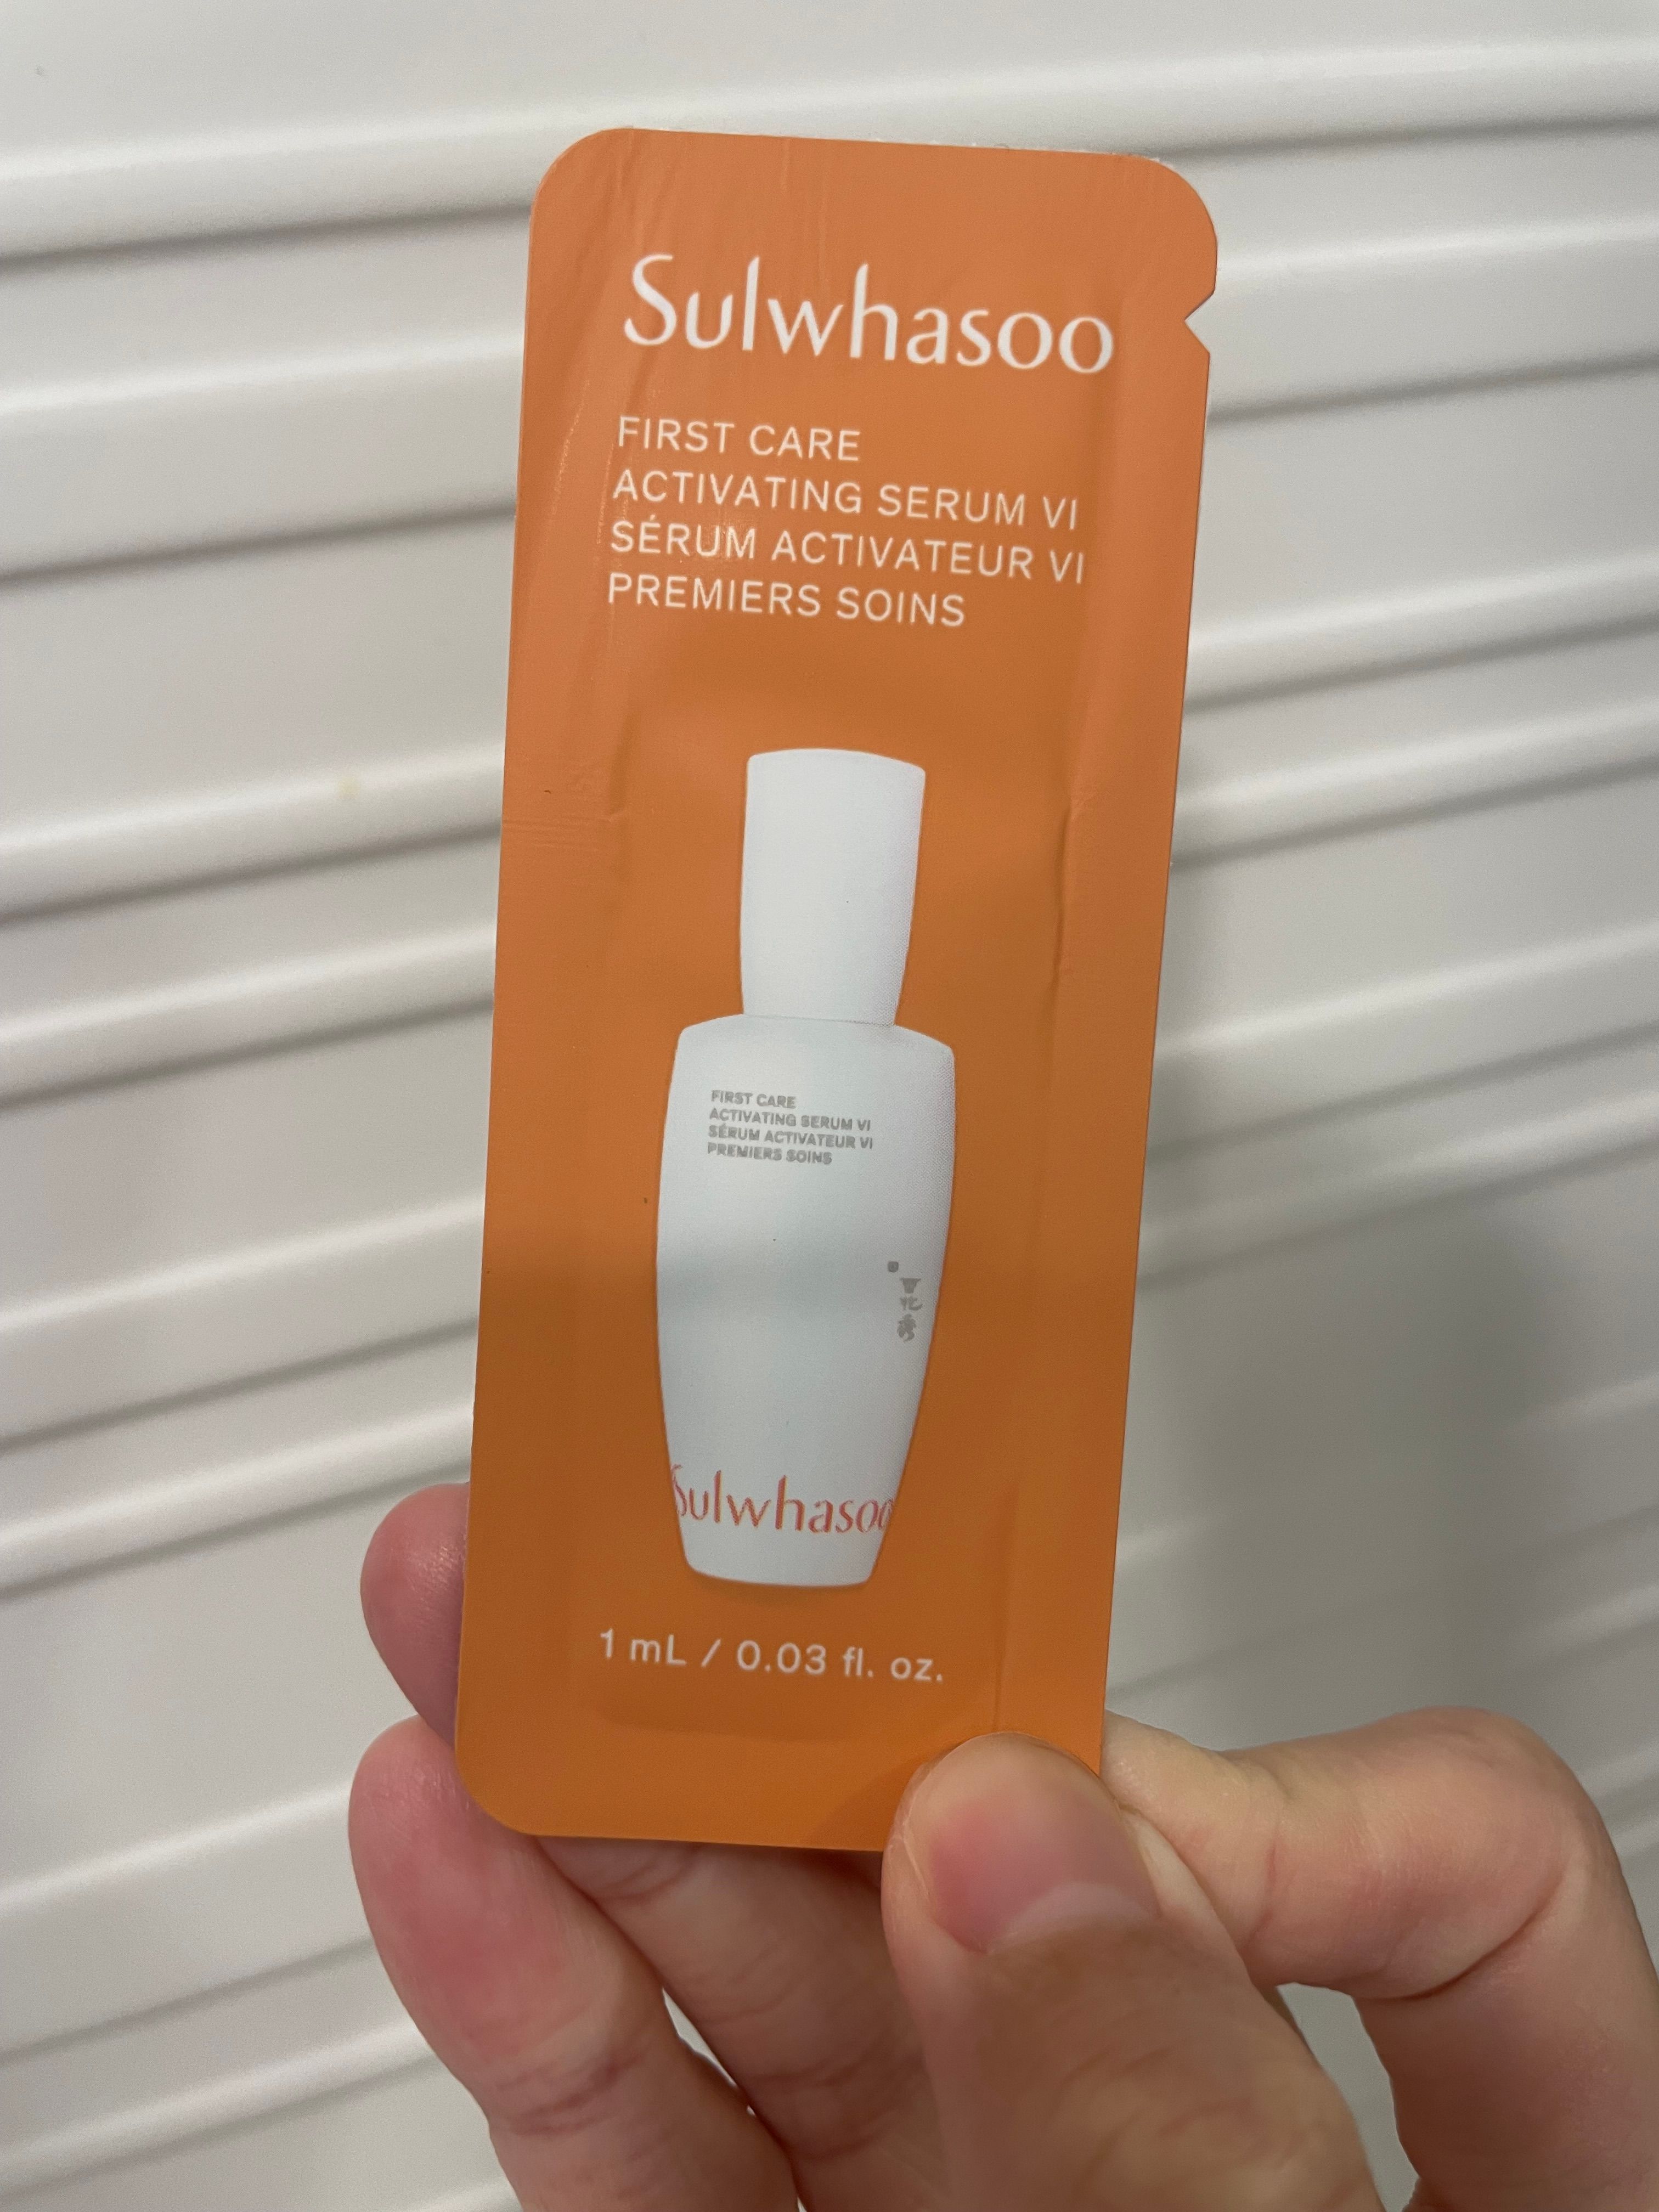 Sulwhasoo
FIRST CARE
ACTIVATING SERUM VI
SÉRUM ACTIVATEUR VI
PREMIERS SOINS
FIRST CARE
ACTIVATING SERUM VI
SÉRUM ACTIVATEUR VI
PREMIERS SOINS
Sulwhasoo
1 mL / 0.03 fl. oz.